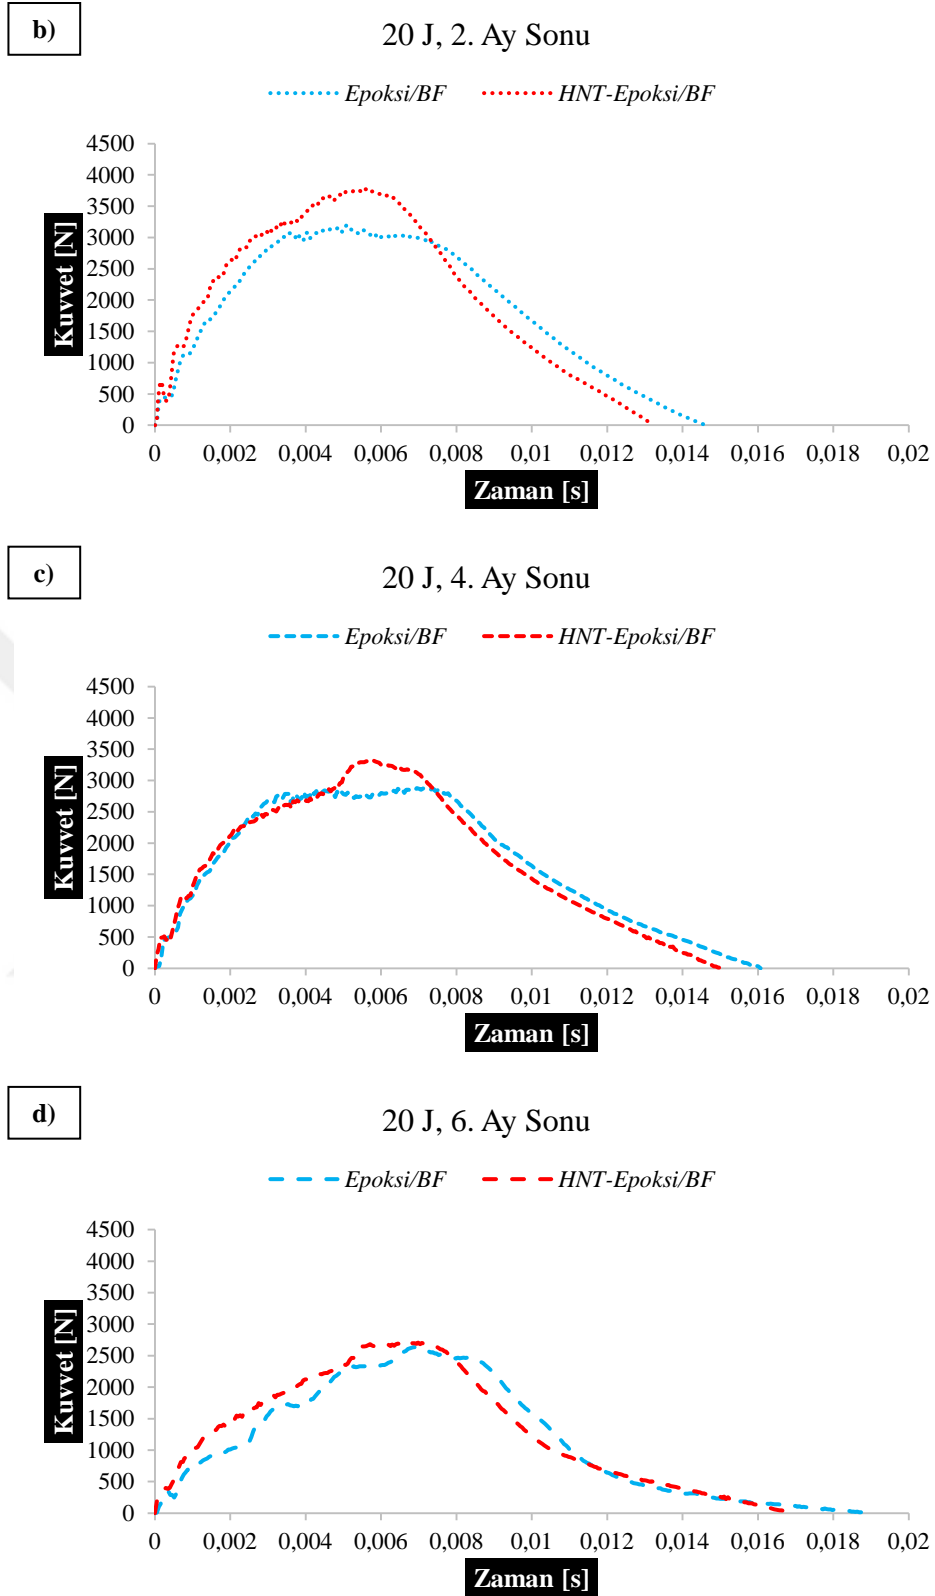 b)
20 J, 2. Ay Sonu
Epoksi/BF HNT-Epoksi/BF
4500
4000
3500
3000
2500
2000
1500
1000
500
0
Kuvvet [N]
0 0,002 0,004 0,006 0,008 0,01 0,012 0,014 0,016 0,018 0,02
Zaman [s]
c)
20 J, 4. Ay Sonu
Epoksi/BF HNT-Epoksi/BF
4500
4000
3500
3000
2500
2000
1500
1000
500
0
Kuvvet [N]
0 0,002 0,004 0,006 0,008 0,01 0,012 0,014 0,016 0,018 0,02
Zaman [s]
d)
20 J, 6. Ay Sonu
Epoksi/BF HNT-Epoksi/BF
4500
4000
3500
3000
2500
2000
1500
1000
500
0
Kuvvet [N]
0 0,002 0,004 0,006 0,008 0,01 0,012 0,014 0,016 0,018 0,02
Zaman [s]